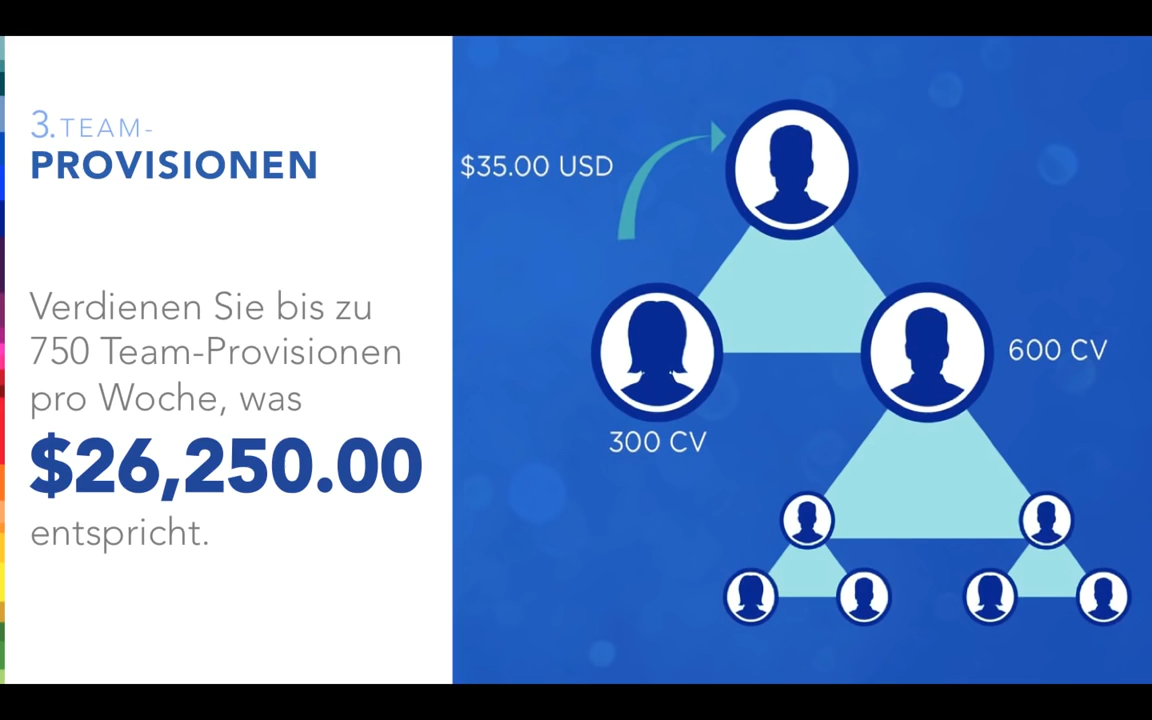 3.TEAM-
PROVISIONEN
Verdienen Sie bis zu
750 Team-Provisionen
pro Woche, was
$26,250.00
entspricht.
$35.00 USD
600 CV
300 CV